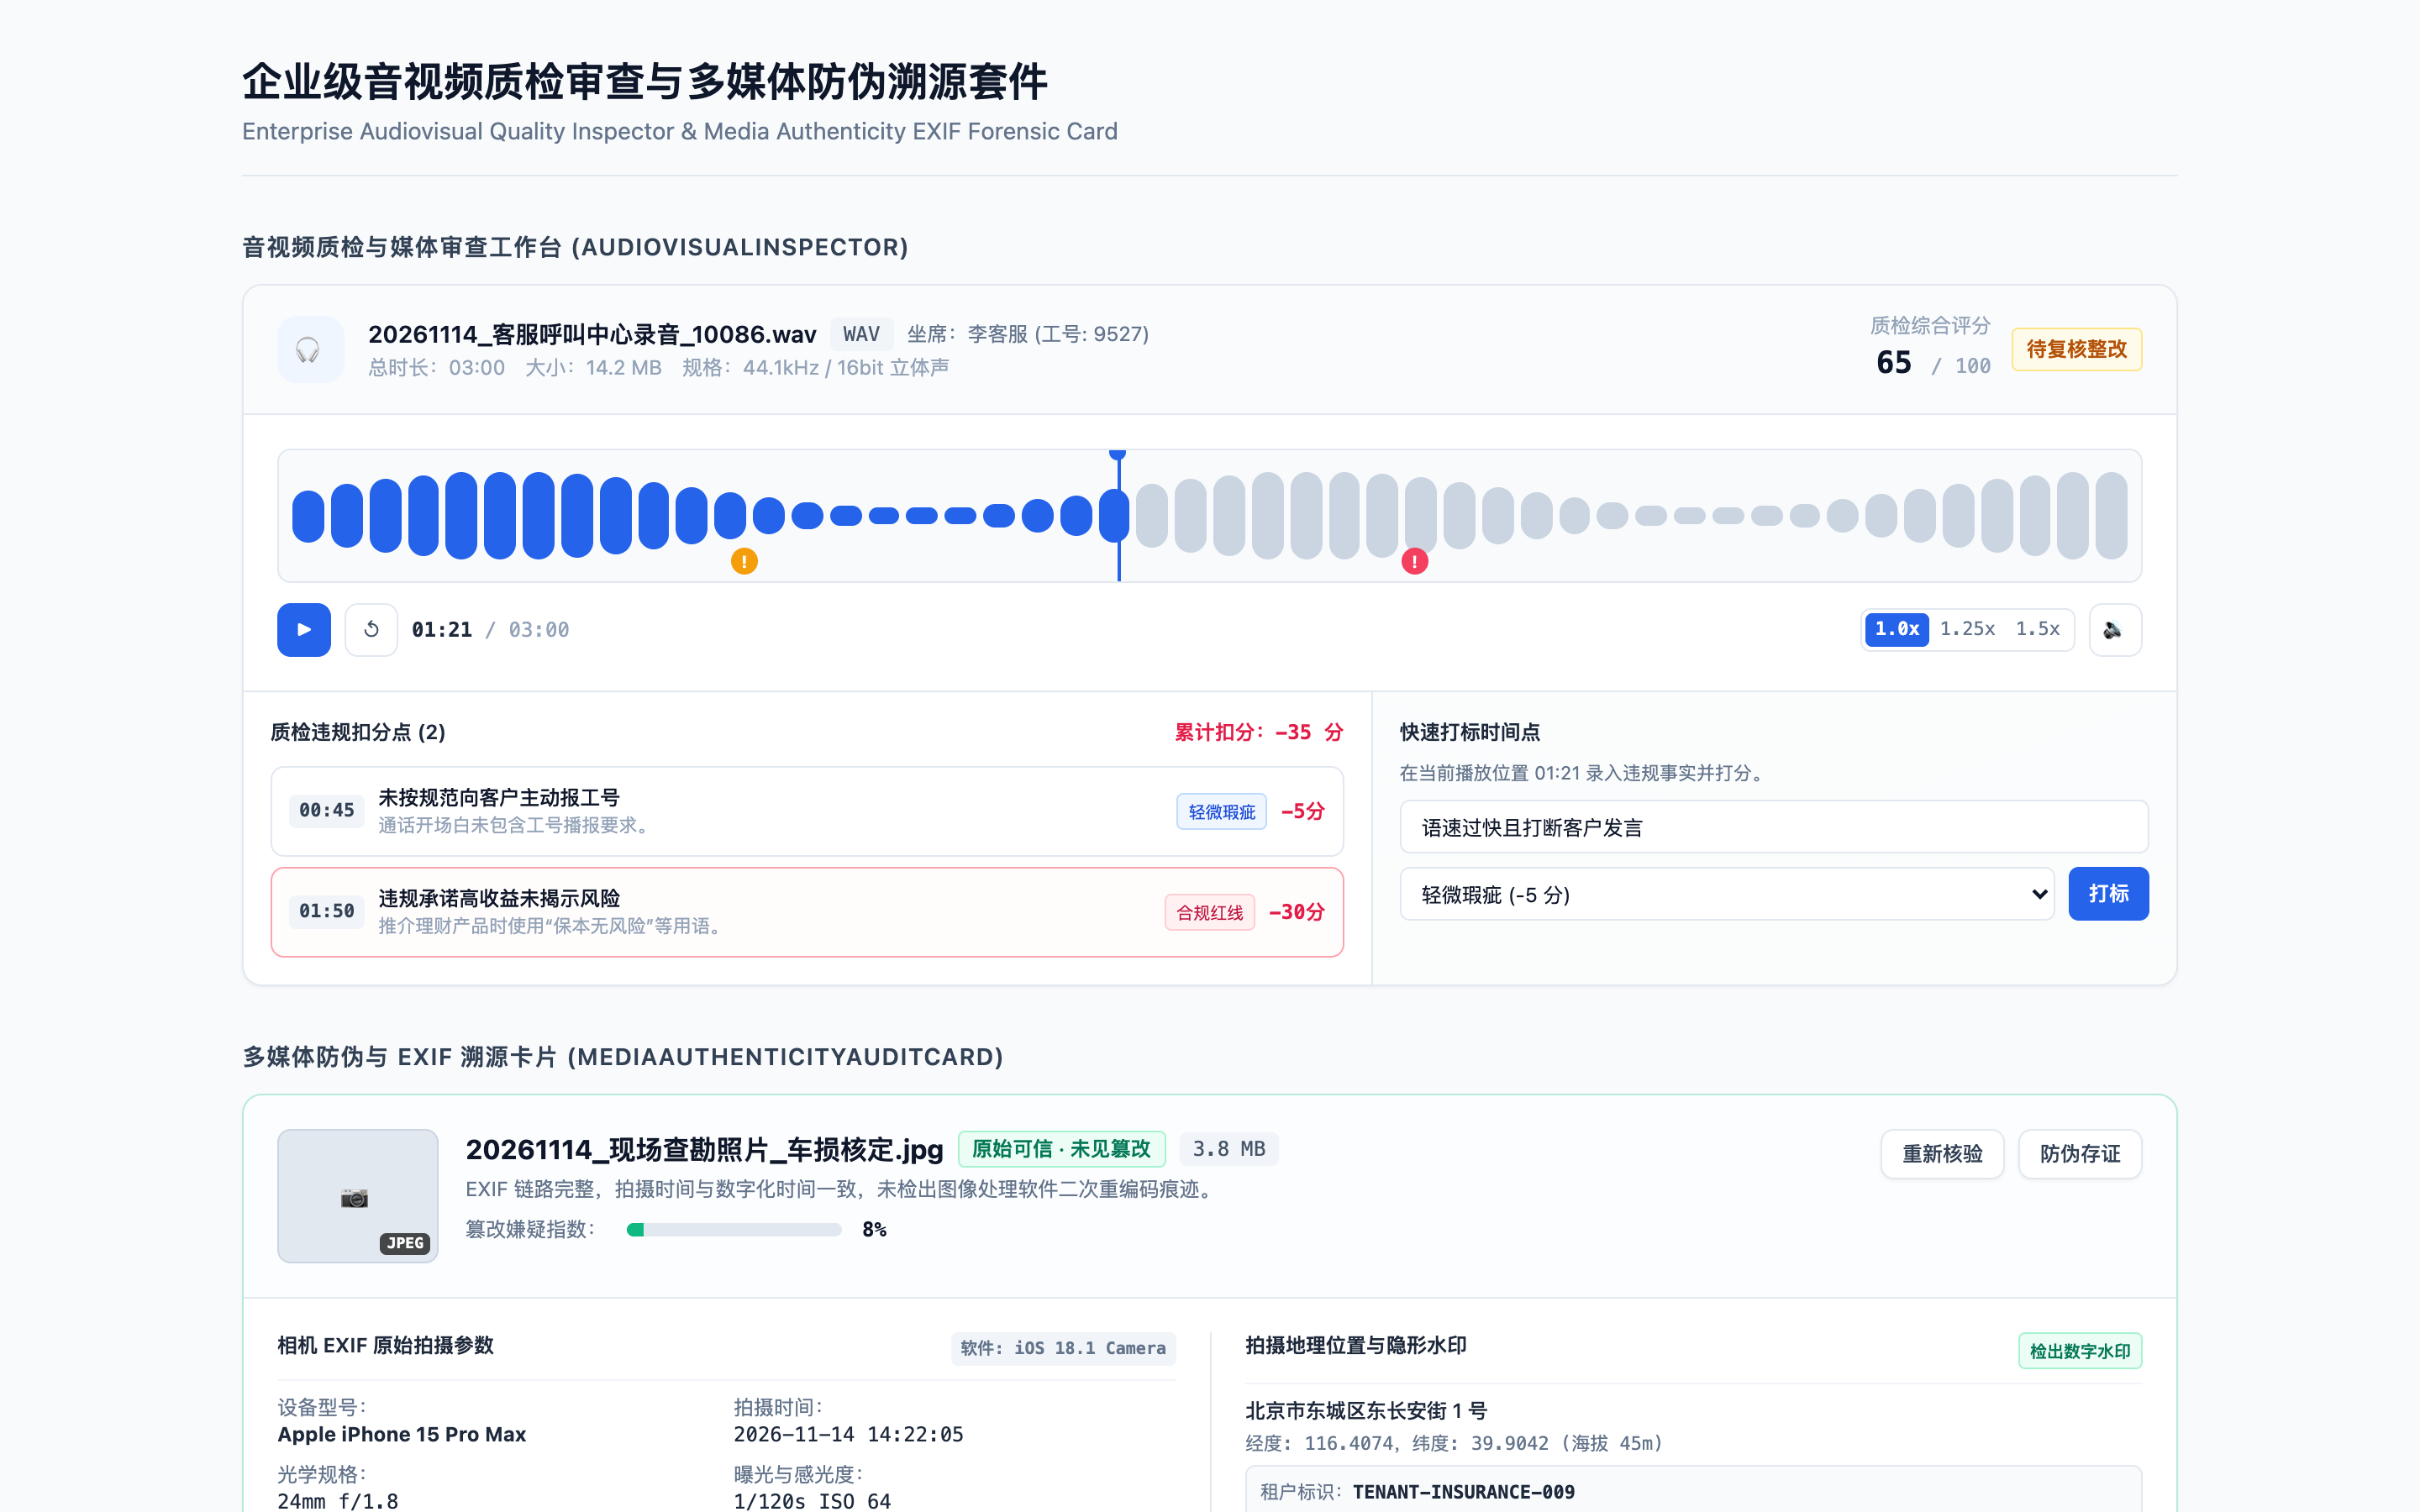 企业级音视频质检审查与多媒体防伪溯源套件
Enterprise Audiovisual Quality Inspector & Media Authenticity EXIF Forensic Card
音视频质检与媒体审查工作台 (AUDIOVISUALINSPECTOR)
20261114_客服呼叫中心录音_10086.wav WAV 坐席：李客服 (工号: 9527)
总时长：03:00 大小：14.2 MB 规格：44.1kHz / 16bit 立体声
质检综合评分
65 / 100
待复核整改
!
!
01:21 / 03:00
1.0x 1.25x 1.5x
质检违规扣分点 (2)
累计扣分：-35 分
00:45
未按规范向客户主动报工号
通话开场白未包含工号播报要求。
轻微瑕疵 -5分
01:50
违规承诺高收益未揭示风险
推介理财产品时使用“保本无风险”等用语。
合规红线 -30分
快速打标时间点
在当前播放位置 01:21 录入违规事实并打分。
语速过快且打断客户发言
轻微瑕疵 (-5 分)
打标
多媒体防伪与 EXIF 溯源卡片 (MEDIAAUTHENTICITYAUDITCARD)
JPEG
20261114_现场查勘照片_车损核定.jpg 原始可信 · 未见篡改 3.8 MB
EXIF 链路完整，拍摄时间与数字化时间一致，未检出图像处理软件二次重编码痕迹。
篡改嫌疑指数： 8%
重新核验 防伪存证
相机 EXIF 原始拍摄参数
软件: iOS 18.1 Camera
设备型号：
Apple iPhone 15 Pro Max
拍摄时间：
2026-11-14 14:22:05
光学规格：
24mm f/1.8
曝光与感光度：
1/120s ISO 64
拍摄地理位置与隐形水印
检出数字水印
北京市东城区东长安街 1 号
经度: 116.4074, 纬度: 39.9042 (海拔 45m)
租户标识：TENANT-INSURANCE-009